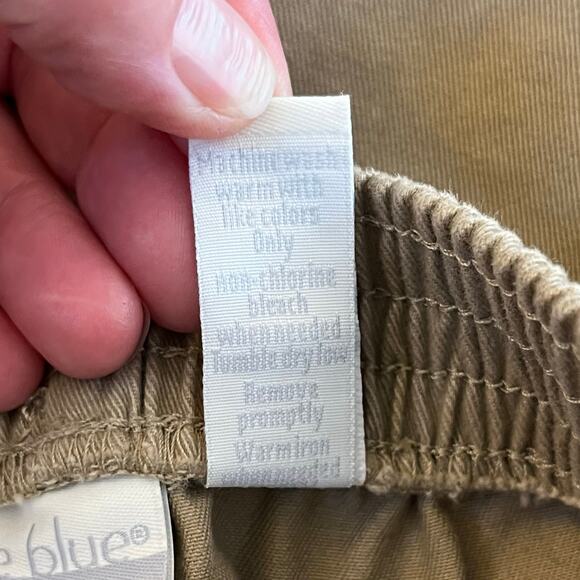 Machine wash
warm with
like colors
Only
non-chlorine
bleach
when needed
Tumble dry low
Remove
promptly
Warm iron
when needed
blue®